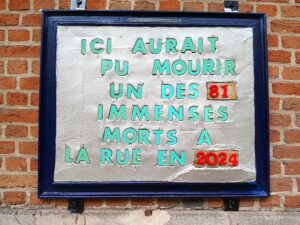 ICI AURAIT
PU MOURIR
UN DES 81
IMMENSES
MORTS A
LA RUE EN 2024